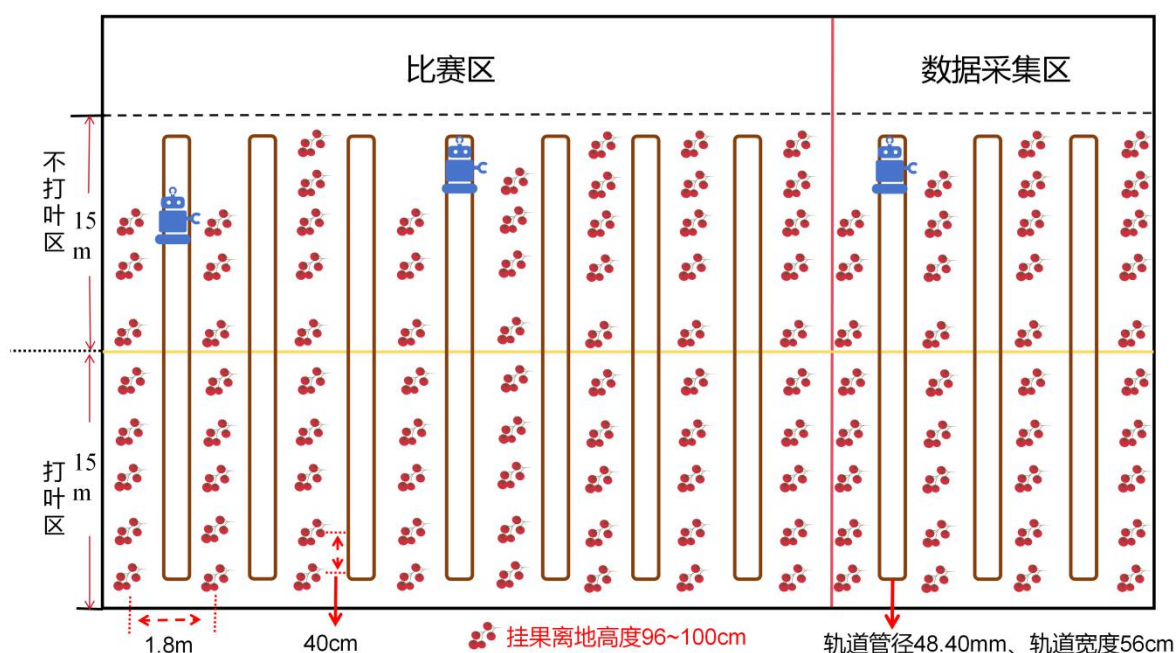 比赛区
数据采集区
不打叶区
15
m
打叶区
15
m
1.8m
40cm
挂果离地高度96~100cm
轨道管径48.40mm、轨道宽度56cm